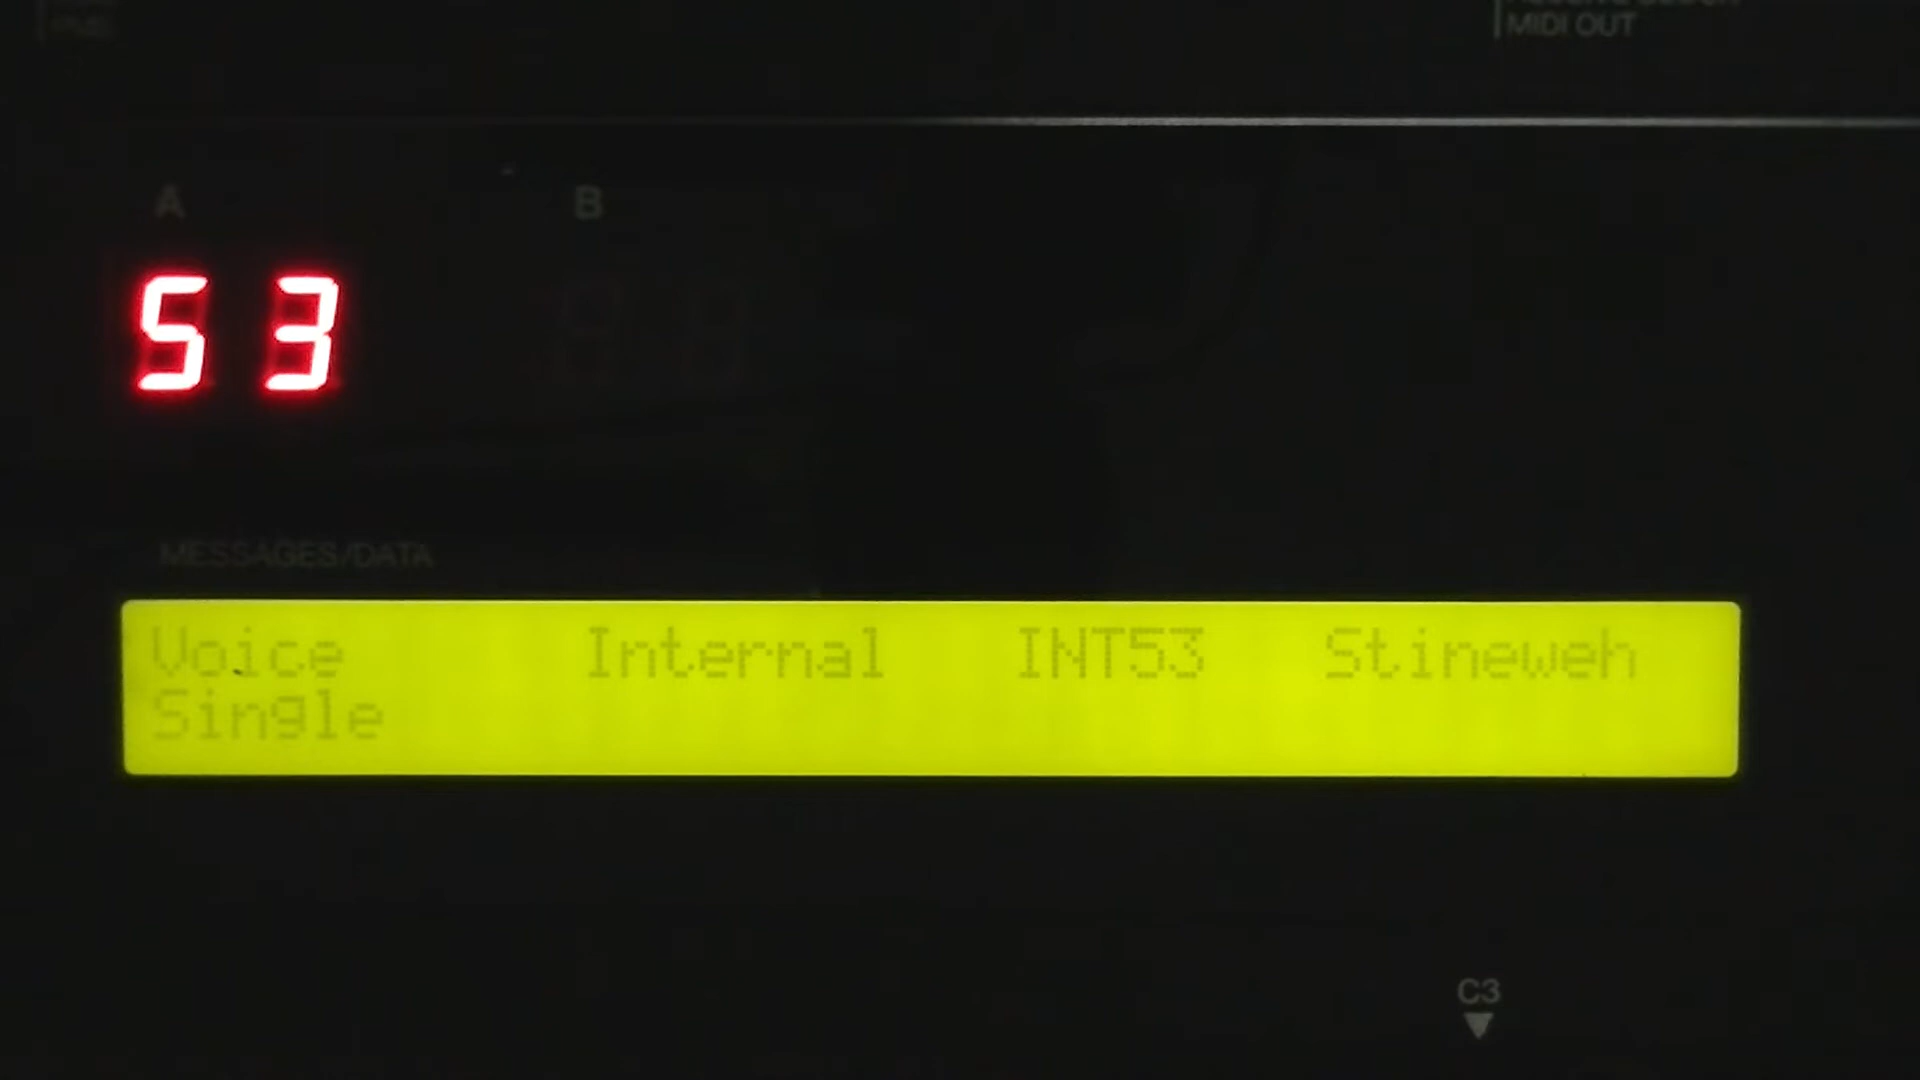 MIDI OUT
A B
53
MESSAGES/DATA
Voice Internal INT53 Stineweh
Single
C3